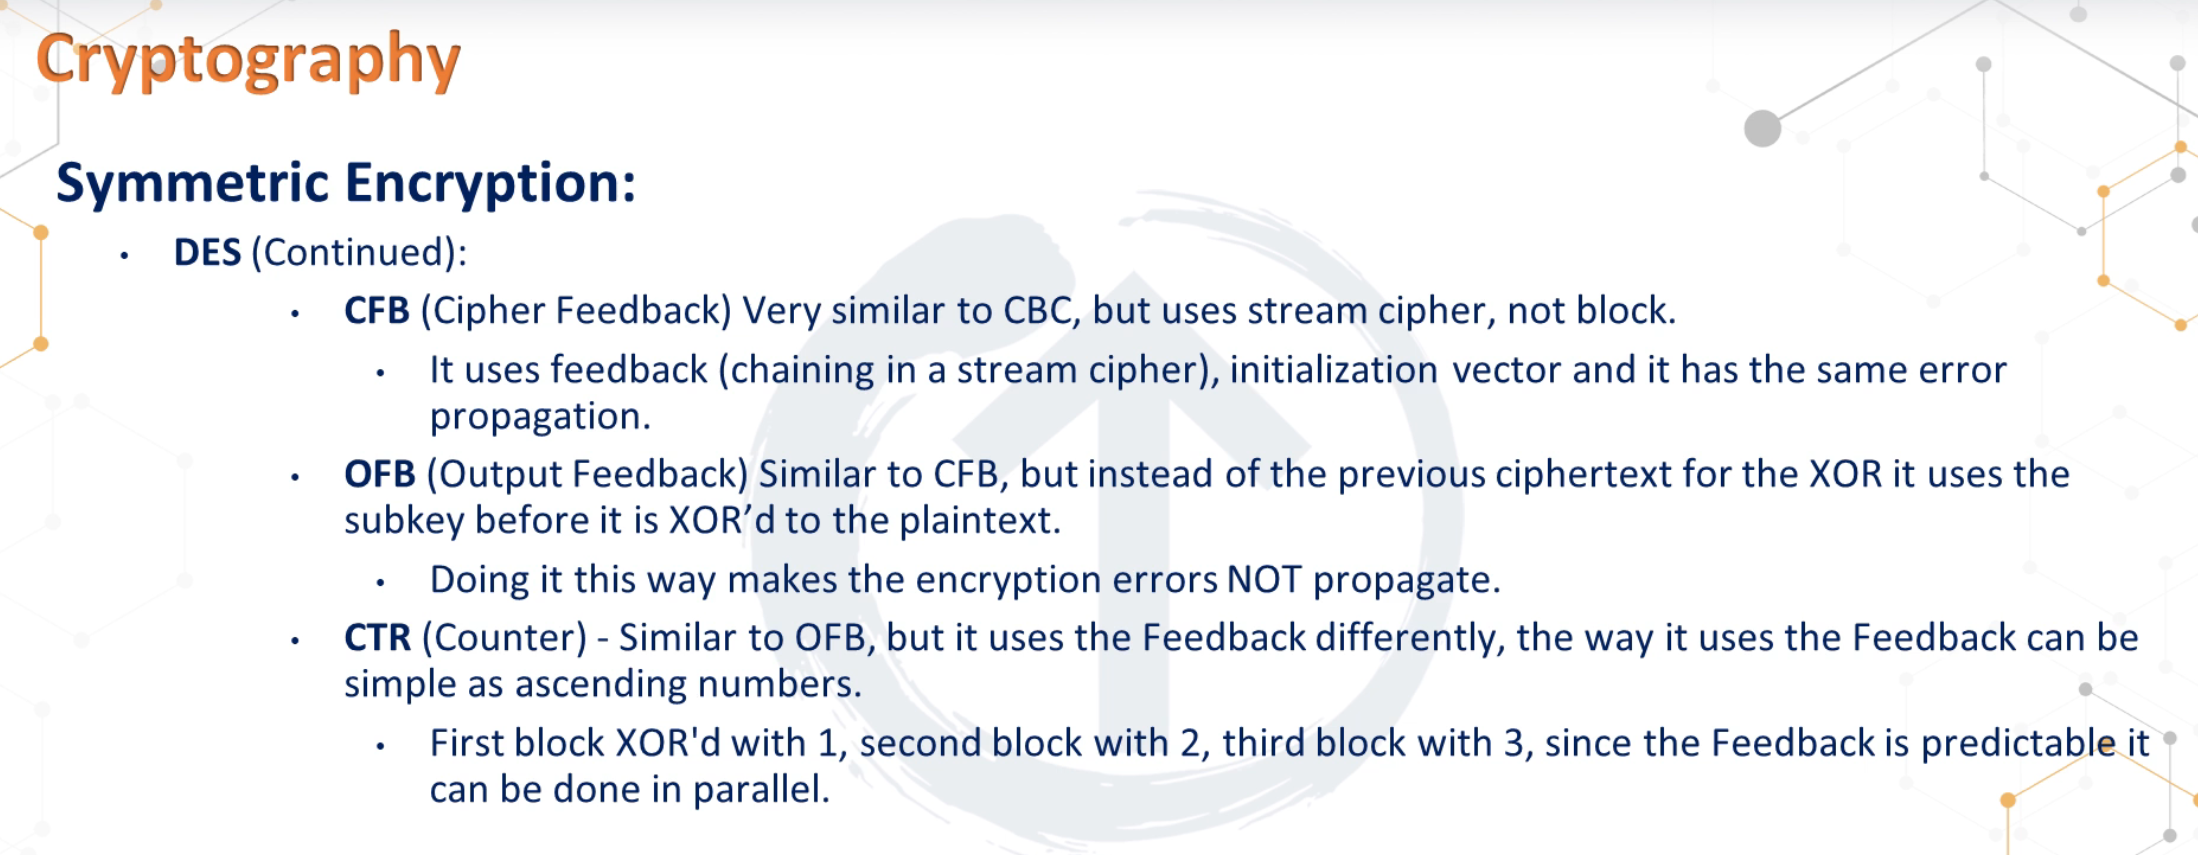 Cryptography
Symmetric Encryption:
• DES (Continued):
• CFB (Cipher Feedback) Very similar to CBC, but uses stream cipher, not block.
• It uses feedback (chaining in a stream cipher), initialization vector and it has the same error
propagation.
• OFB (Output Feedback) Similar to CFB, but instead of the previous ciphertext for the XOR it uses the
subkey before it is XOR’d to the plaintext.
• Doing it this way makes the encryption errors NOT propagate.
• CTR (Counter) - Similar to OFB, but it uses the Feedback differently, the way it uses the Feedback can be
simple as ascending numbers.
• First block XOR'd with 1, second block with 2, third block with 3, since the Feedback is predictable it
can be done in parallel.